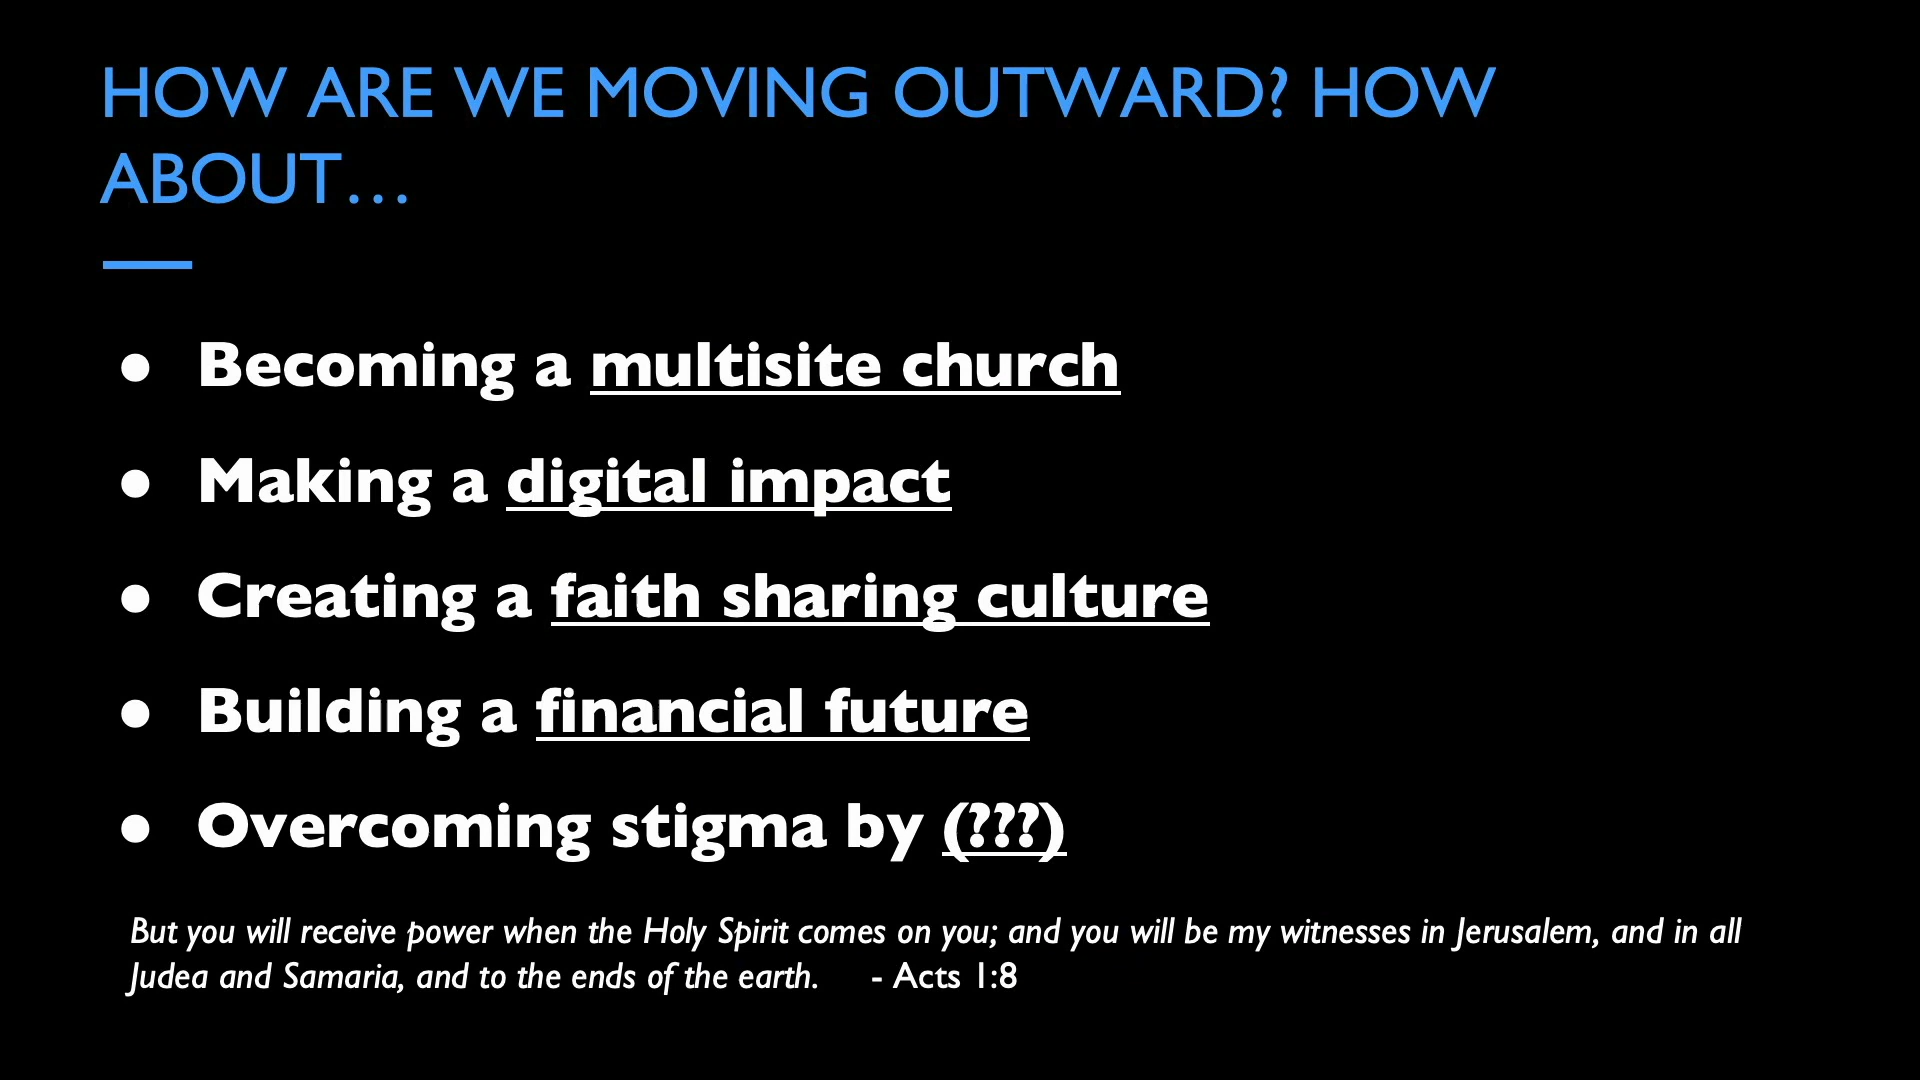 HOW ARE WE MOVING OUTWARD? HOW
ABOUT…
● Becoming a multisite church
● Making a digital impact
● Creating a faith sharing culture
● Building a financial future
● Overcoming stigma by (???)
But you will receive power when the Holy Spirit comes on you; and you will be my witnesses in Jerusalem, and in all
Judea and Samaria, and to the ends of the earth. - Acts 1:8